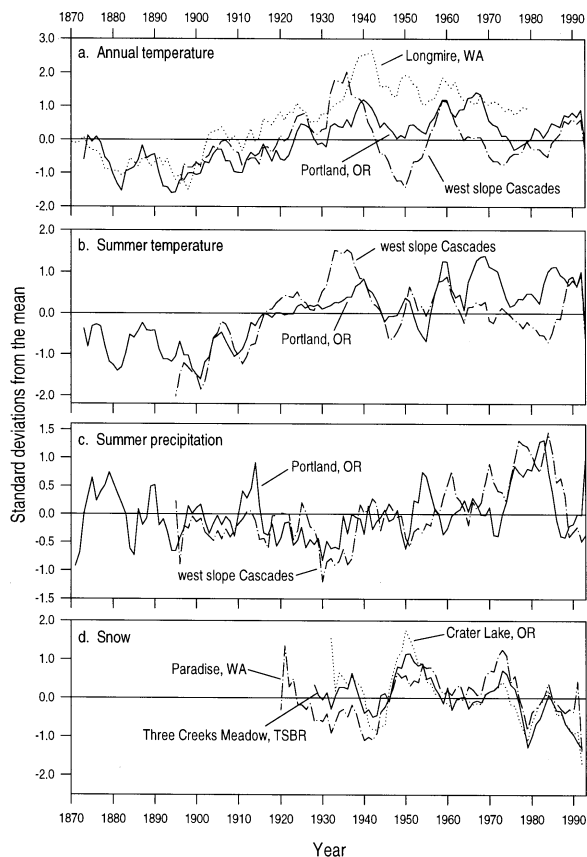 1870 1880 1890 1900 1910 1920 1930 1940 1950 1960 1970 1980 1990
3.0
a. Annual temperature
Longmire, WA
2.0
1.0
0.0
Portland, OR
west slope Cascades
-1.0
-2.0
2.0
b. Summer temperature
west slope Cascades
1.0
0.0
Portland, OR
-1.0
-2.0
Standard deviations from the mean
1.5
c. Summer precipitation
1.0
Portland, OR
0.5
0.0
-0.5
west slope Cascades
-1.0
-1.5
2.0
d. Snow
Crater Lake, OR
Paradise, WA
1.0
0.0
Three Creeks Meadow, TSBR
-1.0
-2.0
1870 1880 1890 1900 1910 1920 1930 1940 1950 1960 1970 1980 1990
Year